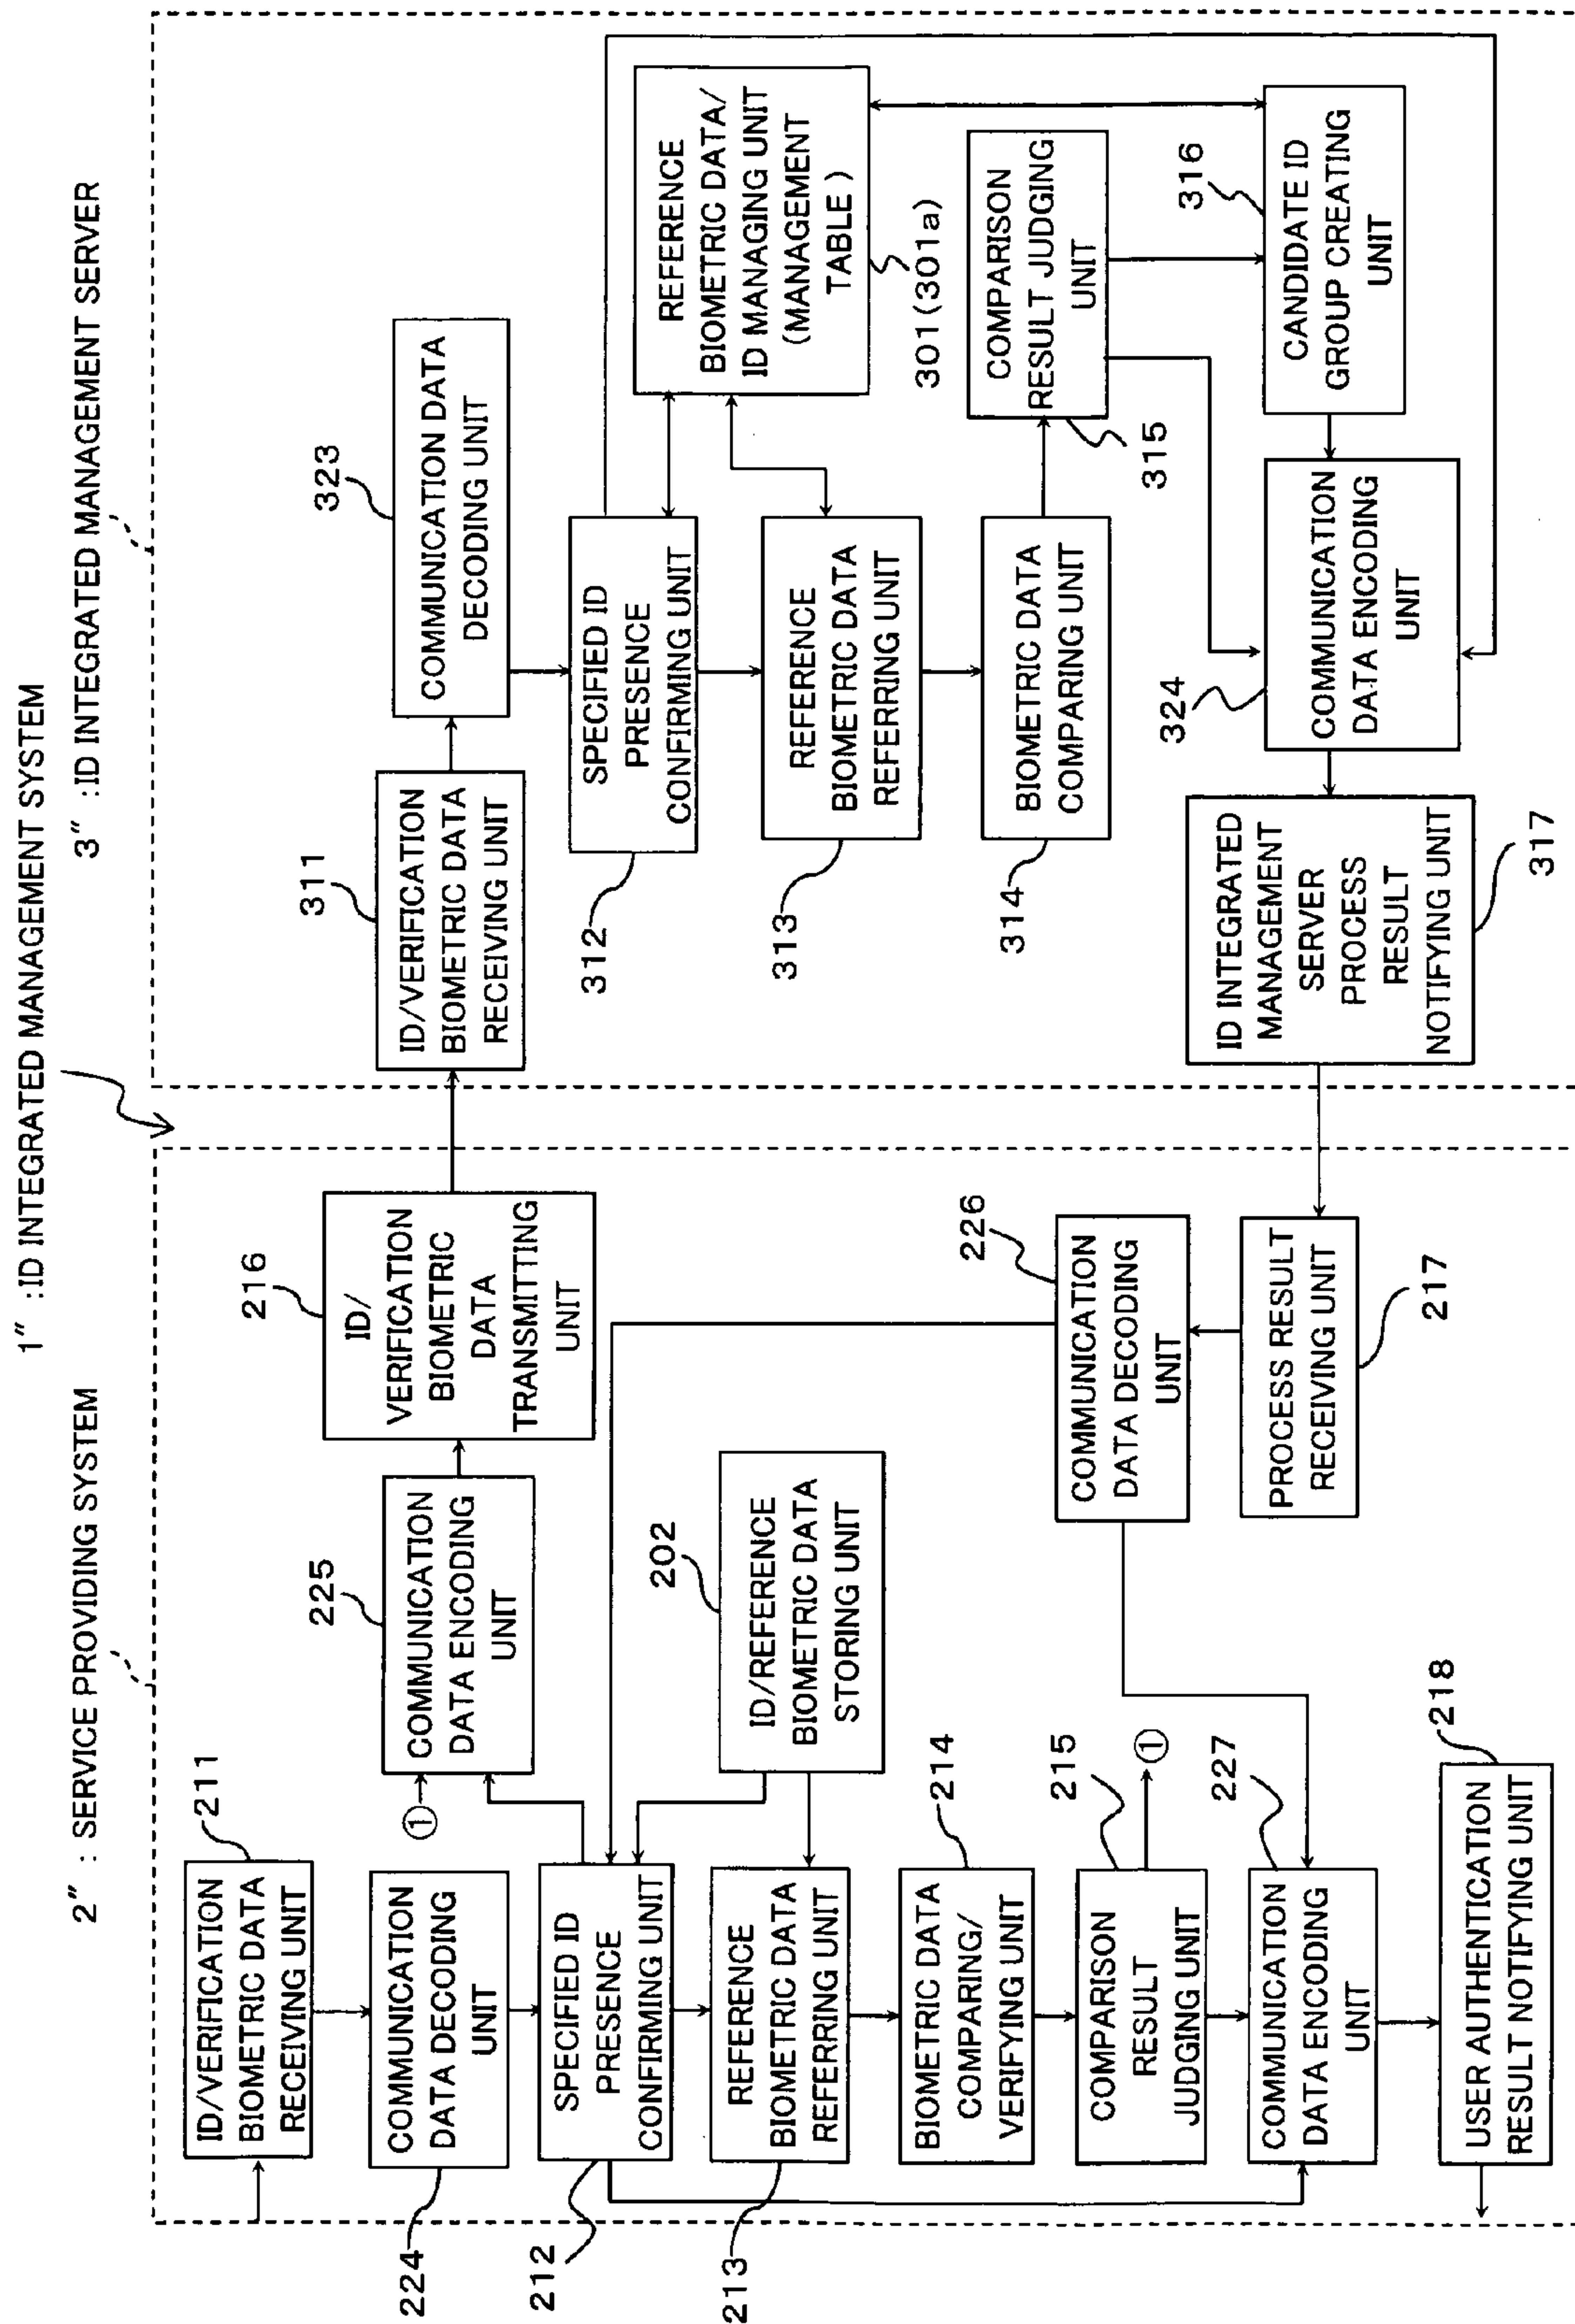 1″ :ID INTEGRATED MANAGEMENT SYSTEM
2″ : SERVICE PROVIDING SYSTEM
3″ :ID INTEGRATED MANAGEMENT SERVER
211
ID/VERIFICATION
BIOMETRIC DATA
RECEIVING UNIT
224
COMMUNICATION
DATA DECODING
UNIT
212
SPECIFIED ID
PRESENCE
CONFIRMING UNIT
213
REFERENCE
BIOMETRIC DATA
REFERRING UNIT
214
BIOMETRIC DATA
COMPARING/
VERIFYING UNIT
215
COMPARISON
RESULT
JUDGING UNIT
①
227
COMMUNICATION
DATA ENCODING
UNIT
218
USER AUTHENTICATION
RESULT NOTIFYING UNIT
①
225
COMMUNICATION
DATA ENCODING
UNIT
202
ID/REFERENCE
BIOMETRIC DATA
STORING UNIT
216
ID/
VERIFICATION
BIOMETRIC
DATA
TRANSMITTING
UNIT
226
COMMUNICATION
DATA DECODING
UNIT
217
PROCESS RESULT
RECEIVING UNIT
311
ID/VERIFICATION
BIOMETRIC DATA
RECEIVING UNIT
323
COMMUNICATION DATA
DECODING UNIT
312
SPECIFIED ID
PRESENCE
CONFIRMING UNIT
313
REFERENCE
BIOMETRIC DATA
REFERRING UNIT
314
BIOMETRIC DATA
COMPARING UNIT
REFERENCE
BIOMETRIC DATA/
ID MANAGING UNIT
(MANAGEMENT
TABLE )
301(301a)
COMPARISON
RESULT JUDGING
UNIT
315
316
CANDIDATE ID
GROUP CREATING
UNIT
324
COMMUNICATION
DATA ENCODING
UNIT
ID INTEGRATED
MANAGEMENT
SERVER
PROCESS
RESULT
NOTIFYING UNIT
317